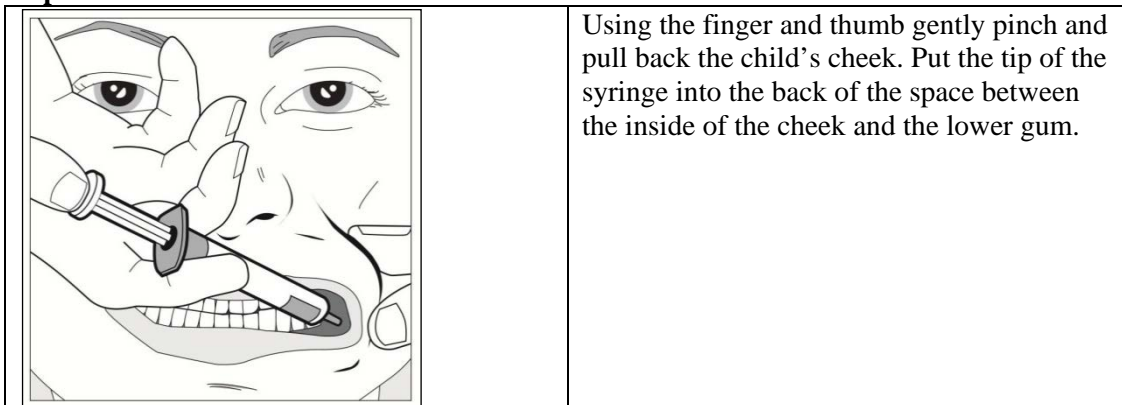 Using the finger and thumb gently pinch and
pull back the child’s cheek. Put the tip of the
syringe into the back of the space between
the inside of the cheek and the lower gum.